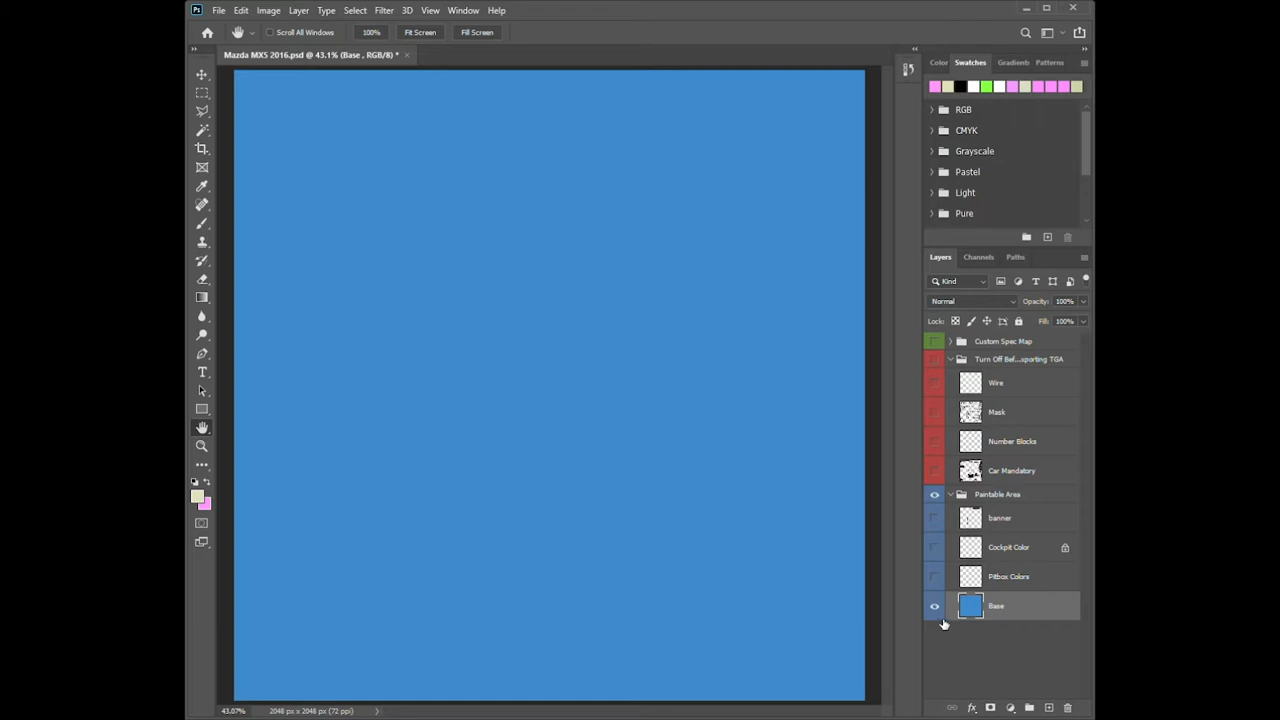 Ps File Edit Image Layer Type Select Filter 3D View Window Help
Scroll All Windows 100% Fit Screen Fill Screen
Mazda MX5 2016.psd @ 43.1% (Base , RGB/8) * ×
Color Swatches Gradients Patterns
RGB
CMYK
Grayscale
Pastel
Light
Pure
Layers Channels Paths
Kind
Normal Opacity: 100%
Lock: Fill: 100%
Custom Spec Map
Turn Off Bef...sporting TGA
Wire
Mask
Number Blocks
Car Mandatory
Paintable Area
banner
Cockpit Color
Pitbox Colors
Base
43.07% 2048 px x 2048 px (72 ppi)
fx